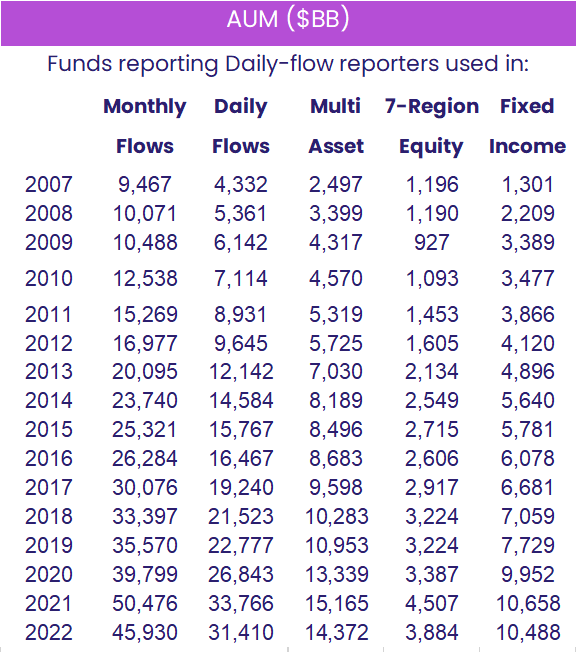 AUM ($BB)
Funds reporting Daily-flow reporters used in:
Monthly Daily Multi 7-Region Fixed
Flows Flows Asset Equity Income
2007 9,467 4,332 2,497 1,196 1,301
2008 10,071 5,361 3,399 1,190 2,209
2009 10,488 6,142 4,317 927 3,389
2010 12,538 7,114 4,570 1,093 3,477
2011 15,269 8,931 5,319 1,453 3,866
2012 16,977 9,645 5,725 1,605 4,120
2013 20,095 12,142 7,030 2,134 4,896
2014 23,740 14,584 8,189 2,549 5,640
2015 25,321 15,767 8,496 2,715 5,781
2016 26,284 16,467 8,683 2,606 6,078
2017 30,076 19,240 9,598 2,917 6,681
2018 33,397 21,523 10,283 3,224 7,059
2019 35,570 22,777 10,953 3,224 7,729
2020 39,799 26,843 13,339 3,387 9,952
2021 50,476 33,766 15,165 4,507 10,658
2022 45,930 31,410 14,372 3,884 10,488